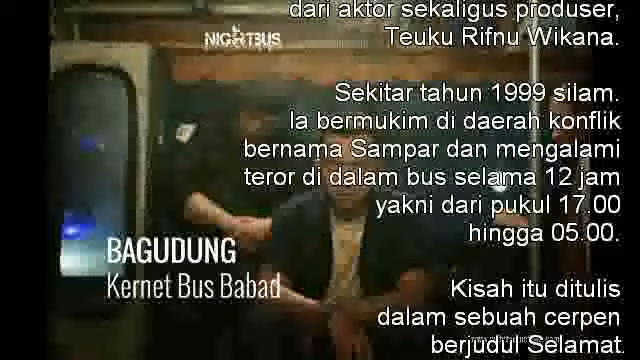 dari aktor sekaligus produser,
Teuku Rifnu Wikana.
NIGHTBUS
Sekitar tahun 1999 silam.
Ia bermukim di daerah konflik
bernama Sampar dan mengalami
teror di dalam bus selama 12 jam
yakni dari pukul 17.00
hingga 05.00.
BAGUDUNG
Kernet Bus Babad
Kisah itu ditulis
dalam sebuah cerpen
berjudul Selamat